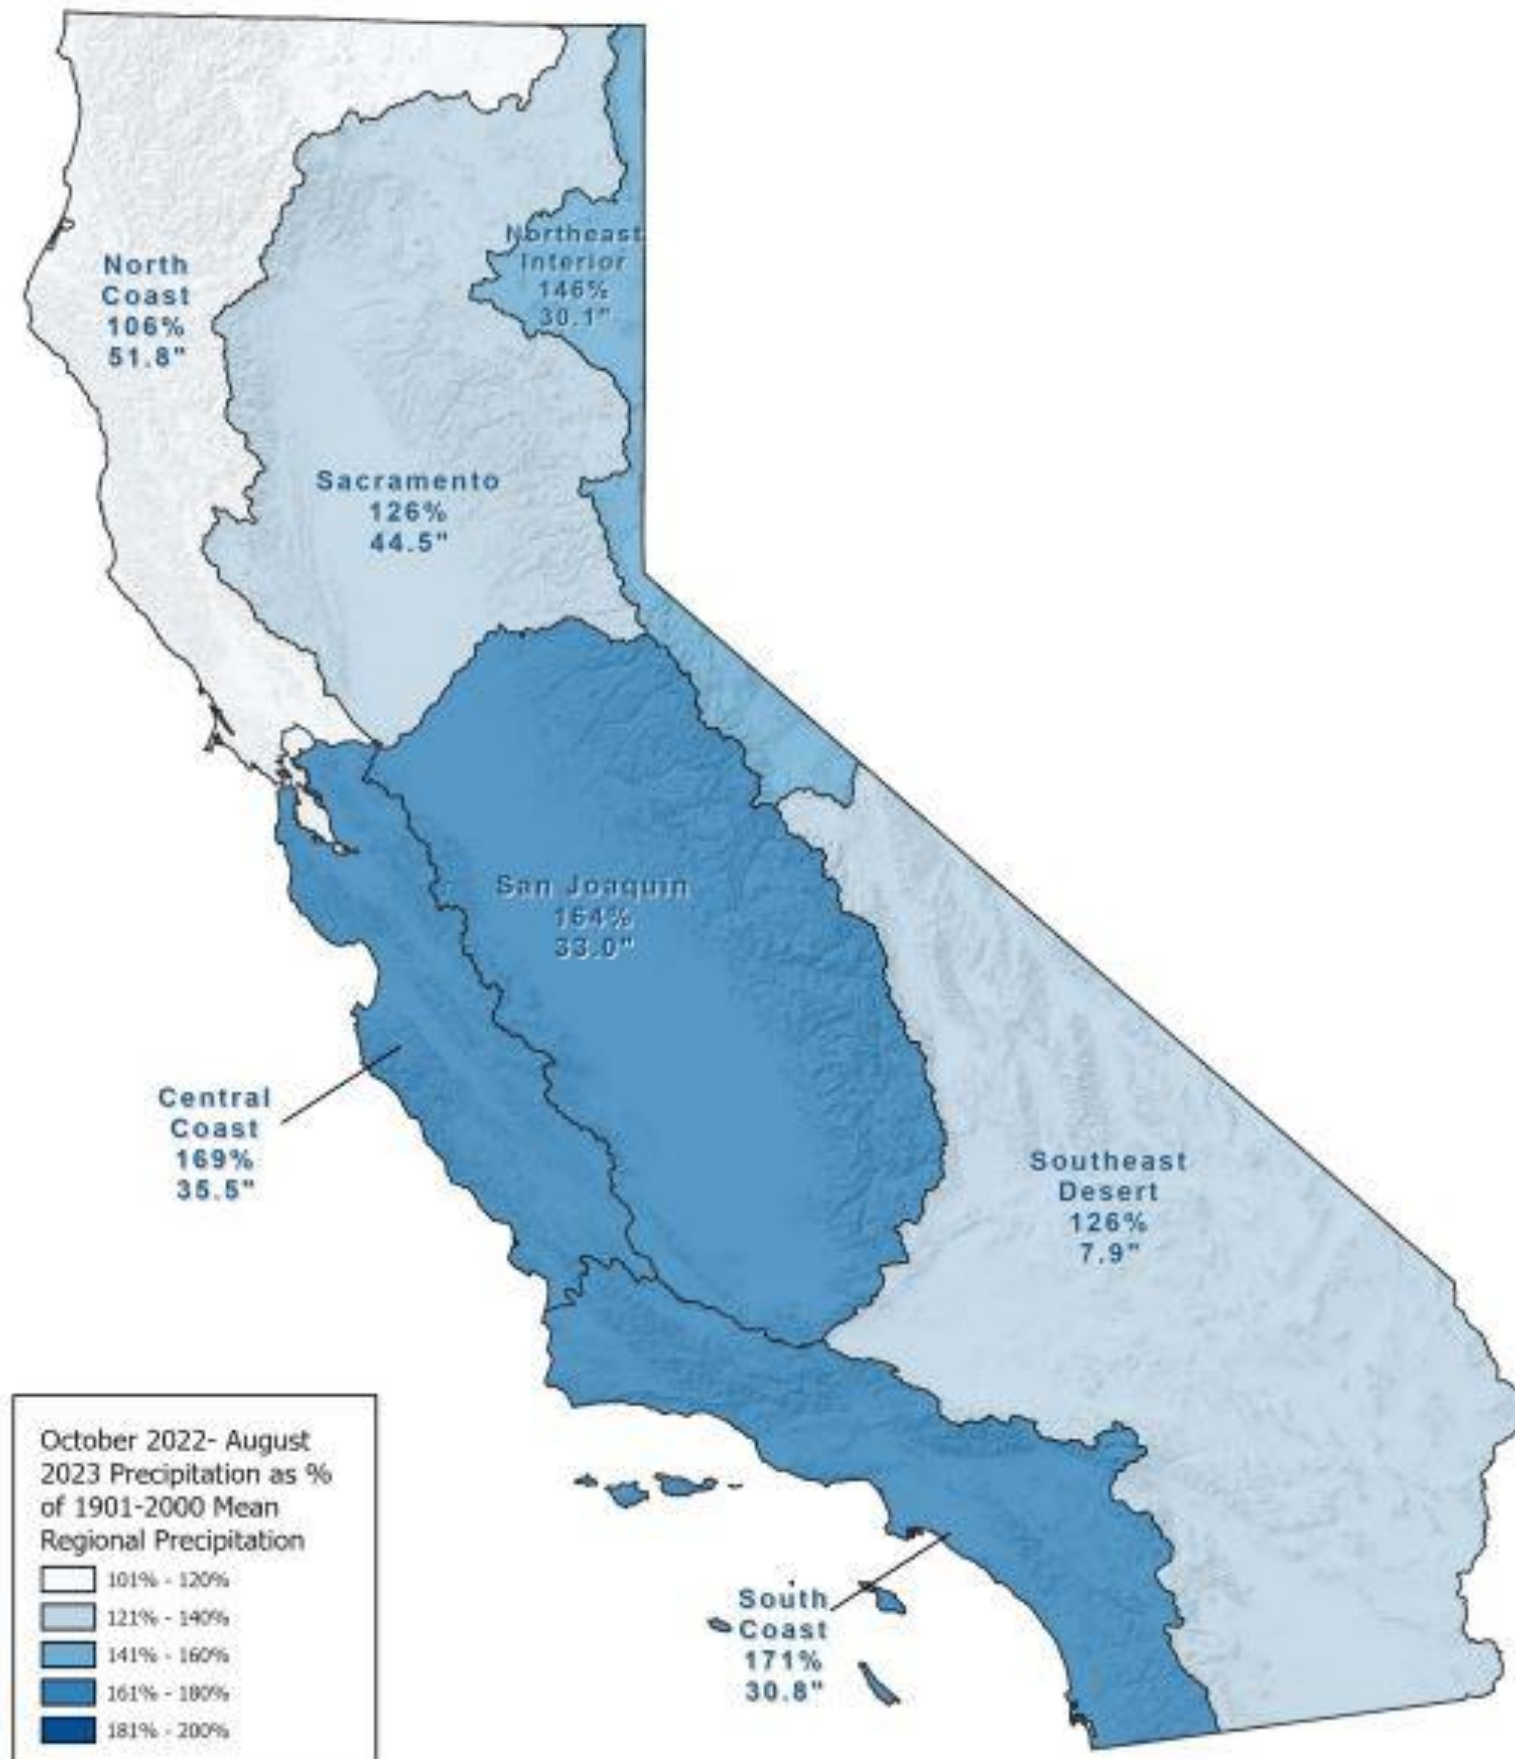 North
Coast
106%
51.8"
Northeast
Interior
146%
30.1"
Sacramento
126%
44.5"
San Joaquin
164%
33.0"
Central
Coast
169%
35.5"
Southeast
Desert
126%
7.9"
South
Coast
171%
30.8"
October 2022- August
2023 Precipitation as %
of 1901-2000 Mean
Regional Precipitation
101% - 120%
121% - 140%
141% - 160%
161% - 180%
181% - 200%